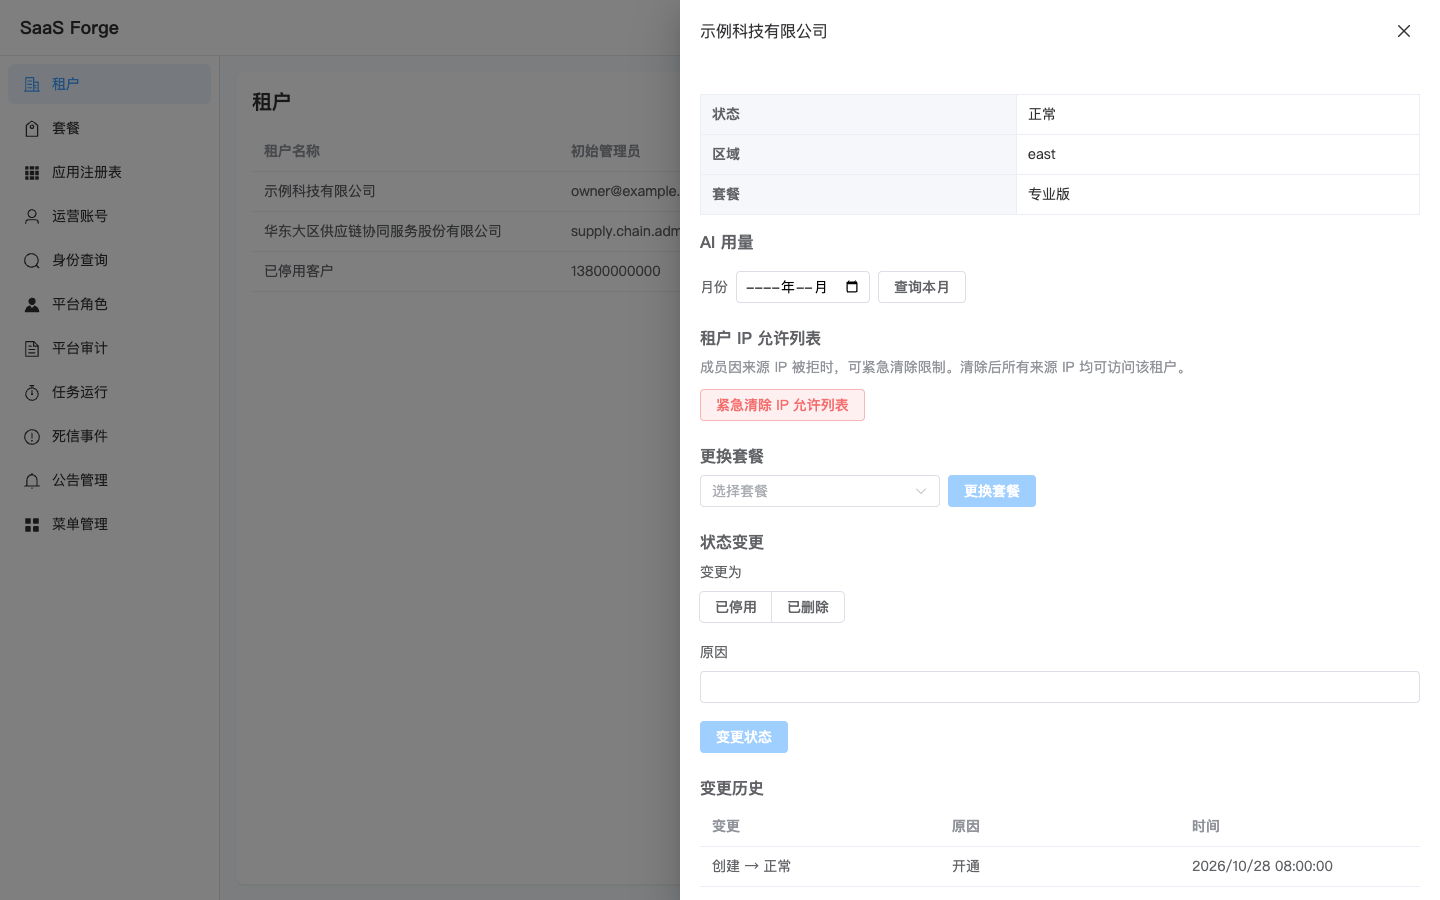 SaaS Forge
租户
套餐
应用注册表
运营账号
身份查询
平台角色
平台审计
任务运行
死信事件
公告管理
菜单管理
租户
租户名称 初始管理员
示例科技有限公司 owner@example.
华东大区供应链协同服务股份有限公司 supply.chain.adm
已停用客户 13800000000
示例科技有限公司
状态 正常
区域 east
套餐 专业版
AI 用量
月份 ----年--月 查询本月
租户 IP 允许列表
成员因来源 IP 被拒时，可紧急清除限制。清除后所有来源 IP 均可访问该租户。
紧急清除 IP 允许列表
更换套餐
选择套餐 更换套餐
状态变更
变更为
已停用 已删除
原因
变更状态
变更历史
变更 原因 时间
创建 → 正常 开通 2026/10/28 08:00:00